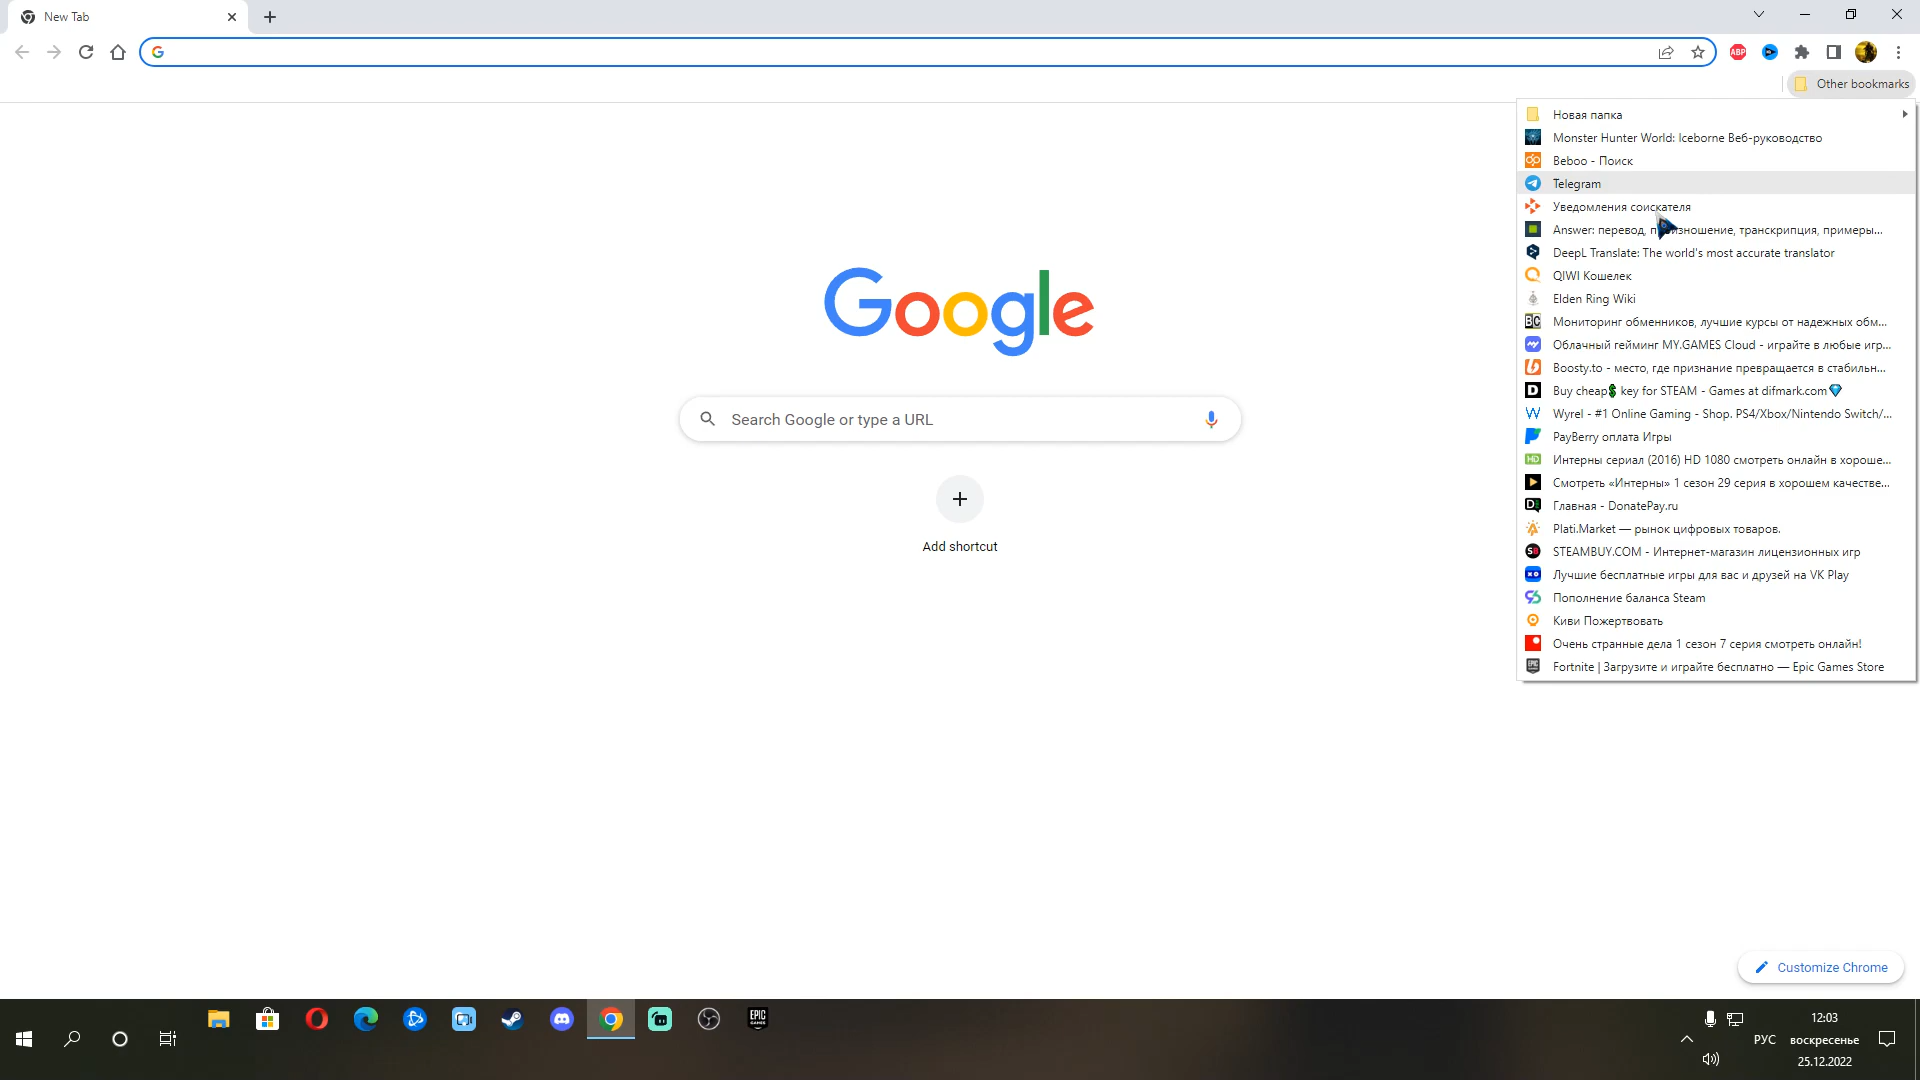 New Tab
Other bookmarks
Новая папка
Monster Hunter World: Iceborne Веб-руководство
Beboo - Поиск
Telegram
Уведомления соискателя
Answer: перевод, транскрипция, примеры...
DeepL Translate: The world's most accurate translator
QIWI Кошелек
Elden Ring Wiki
BC Мониторинг обменников, лучшие курсы от надежных обм...
Облачный гейминг MY.GAMES Cloud - играйте в любые игр...
Boosty.to - место, где признание превращается в стабильн...
D Buy cheap$ key for STEAM - Games at difmark.com
W Wyrel - #1 Online Gaming - Shop. PS4/Xbox/Nintendo Switch/...
PayBerry оплата Игры
HD Интерны сериал (2016) HD 1080 смотреть онлайн в хороше...
Смотреть «Интерны» 1 сезон 29 серия в хорошем качестве...
Главная - DonatePay.ru
Plati.Market — рынок цифровых товаров.
STEAMBUY.COM - Интернет-магазин лицензионных игр
Лучшие бесплатные игры для вас и друзей на VK Play
Пополнение баланса Steam
Киви Пожертвовать
Очень странные дела 1 сезон 7 серия смотреть онлайн!
Fortnite | Загрузите и играйте бесплатно — Epic Games Store
ABP
Google
Search Google or type a URL
Add shortcut
Customize Chrome
EPIC GAMES
12:03
РУС воскресенье
25.12.2022